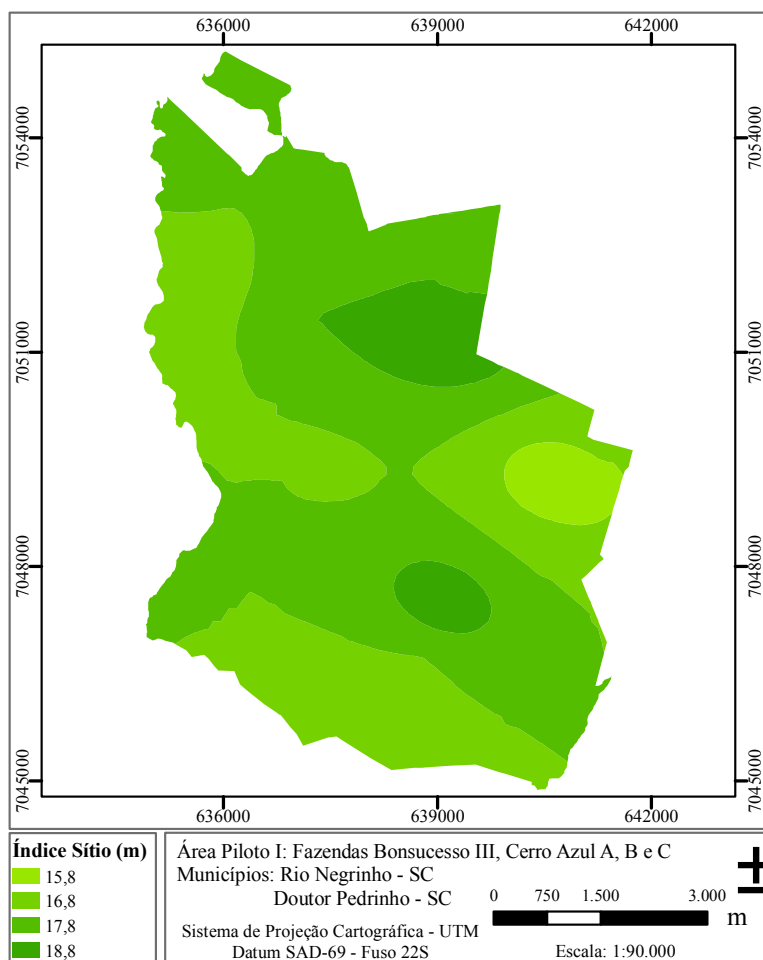 636000 639000 642000
7054000 7054000
7051000 7051000
7048000 7048000
7045000 7045000
636000 639000 642000
Índice Sítio (m)
15,8
16,8
17,8
18,8
Área Piloto I: Fazendas Bonsucesso III, Cerro Azul A, B e C
Municípios: Rio Negrinho - SC
Doutor Pedrinho - SC
Sistema de Projeção Cartográfica - UTM
Datum SAD-69 - Fuso 22S
0 750 1.500 3.000
m
Escala: 1:90.000